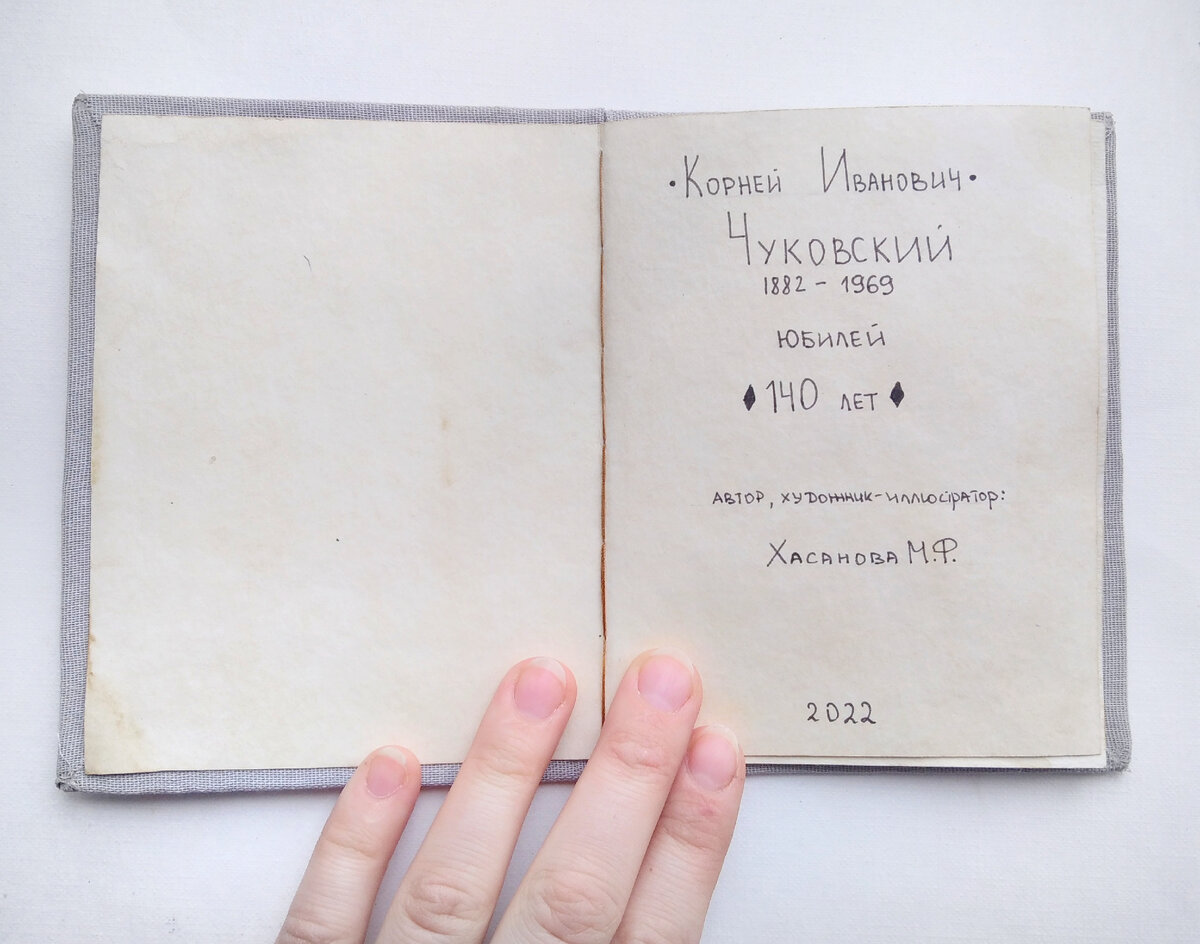 ·Корней Иванович·
Чуковский
1882 - 1969
юбилей
♦ 140 лет ♦
автор, художник-иллюстратор:
Хасанова М.Ф.
2022